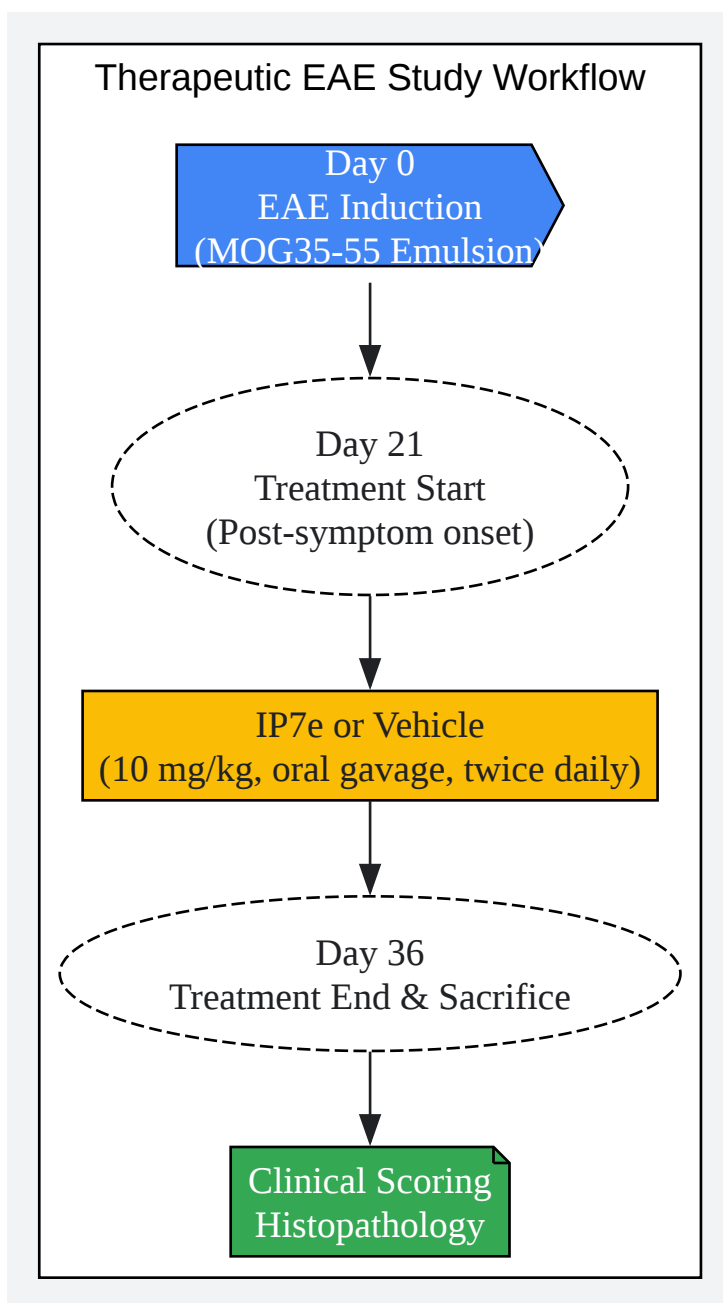 Therapeutic EAE Study Workflow
Day 0
EAE Induction
(MOG35-55 Emulsion)
Day 21
Treatment Start
(Post-symptom onset)
IP7e or Vehicle
(10 mg/kg, oral gavage, twice daily)
Day 36
Treatment End & Sacrifice
Clinical Scoring
Histopathology